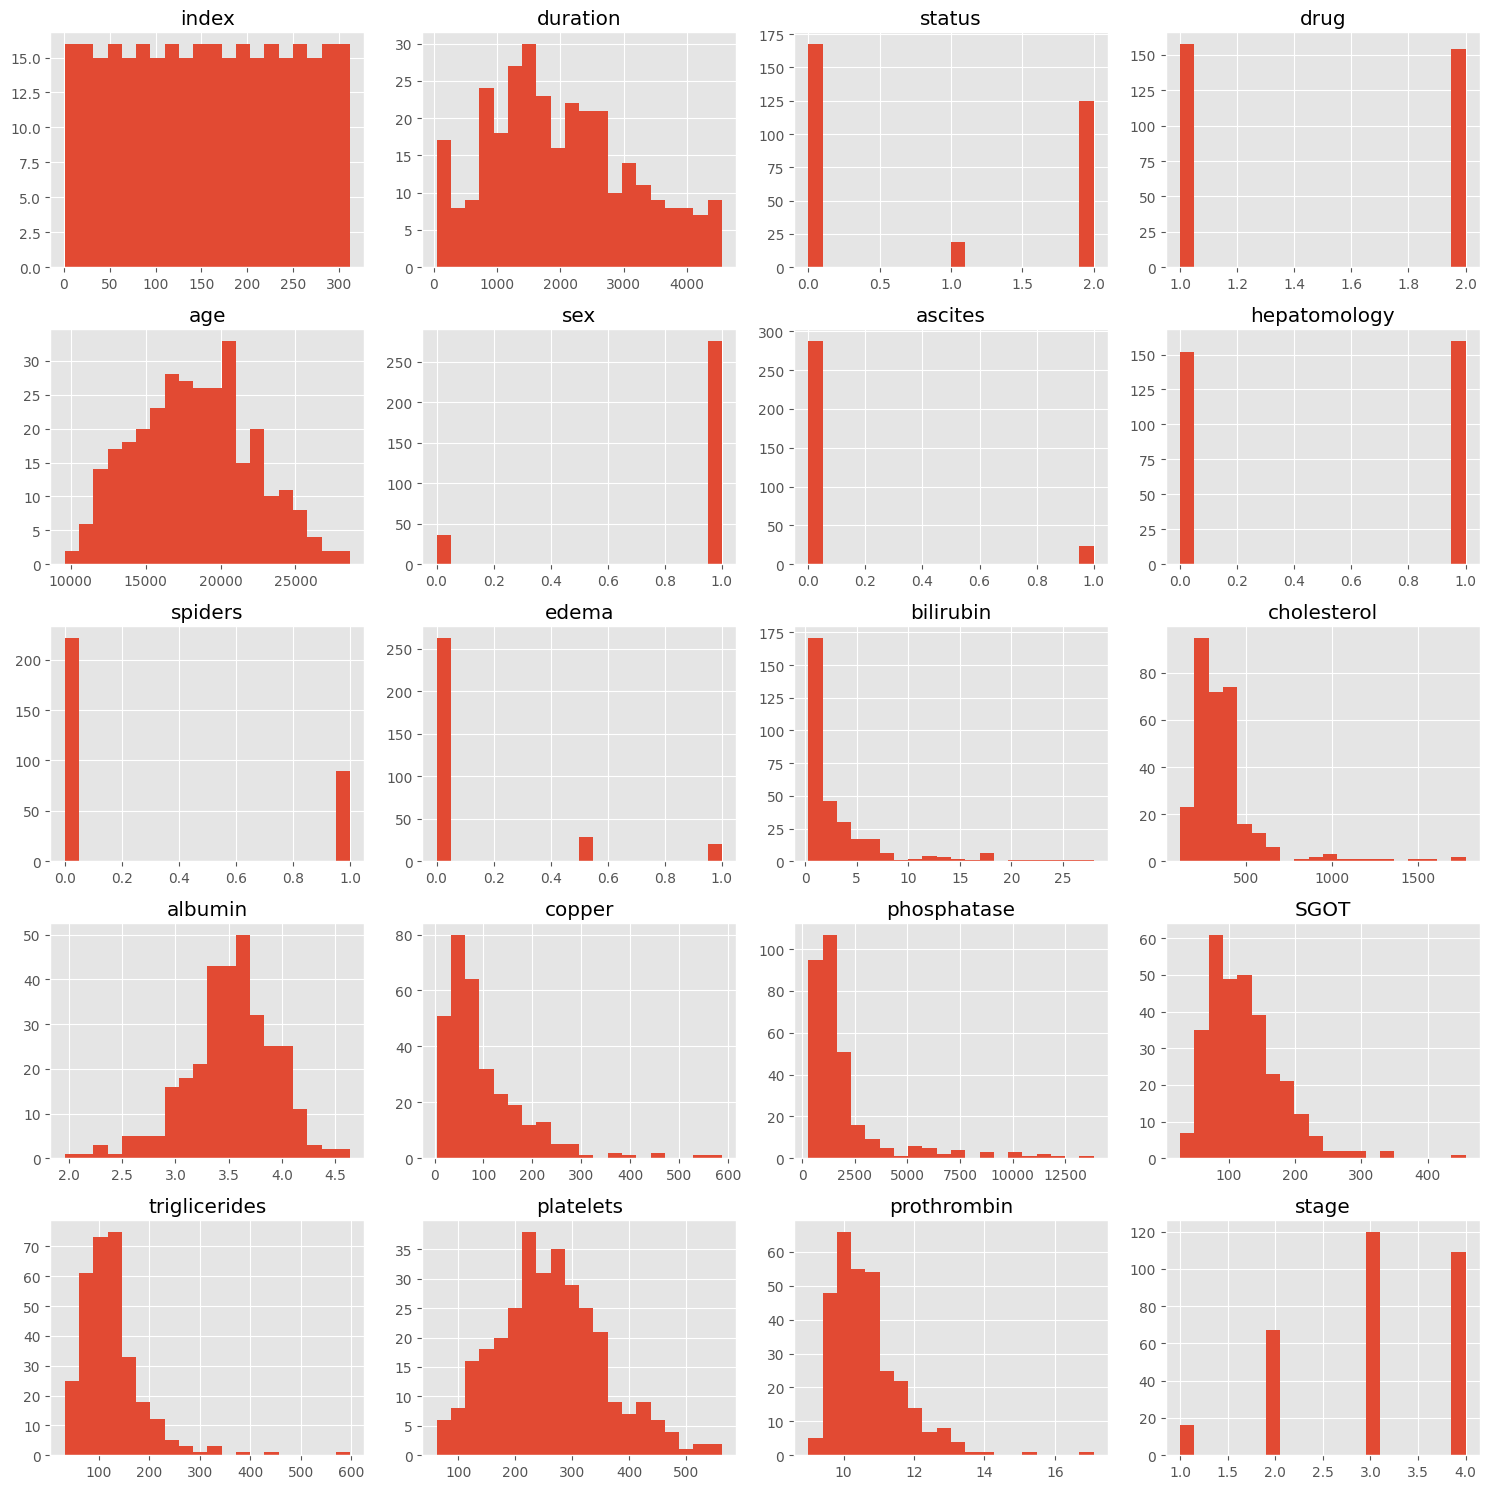 index duration status drug
15.0 12.5 10.0 7.5 5.0 2.5 0.0
0 50 100 150 200 250 300
30 25 20 15 10 5 0
0 1000 2000 3000 4000
175 150 125 100 75 50 25 0
0.0 0.5 1.0 1.5 2.0
150 125 100 75 50 25 0
1.0 1.2 1.4 1.6 1.8 2.0
age sex ascites hepatomology
30 25 20 15 10 5 0
10000 15000 20000 25000
250 200 150 100 50 0
0.0 0.2 0.4 0.6 0.8 1.0
300 250 200 150 100 50 0
0.0 0.2 0.4 0.6 0.8 1.0
150 125 100 75 50 25 0
0.0 0.2 0.4 0.6 0.8 1.0
spiders edema bilirubin cholesterol
200 150 100 50 0
0.0 0.2 0.4 0.6 0.8 1.0
250 200 150 100 50 0
0.0 0.2 0.4 0.6 0.8 1.0
175 150 125 100 75 50 25 0
0 5 10 15 20 25
80 60 40 20 0
500 1000 1500
albumin copper phosphatase SGOT
50 40 30 20 10 0
2.0 2.5 3.0 3.5 4.0 4.5
80 60 40 20 0
0 100 200 300 400 500 600
100 80 60 40 20 0
0 2500 5000 7500 10000 12500
60 50 40 30 20 10 0
100 200 300 400
triglicerides platelets prothrombin stage
70 60 50 40 30 20 10 0
100 200 300 400 500 600
35 30 25 20 15 10 5 0
100 200 300 400 500
60 50 40 30 20 10 0
10 12 14 16
120 100 80 60 40 20 0
1.0 1.5 2.0 2.5 3.0 3.5 4.0